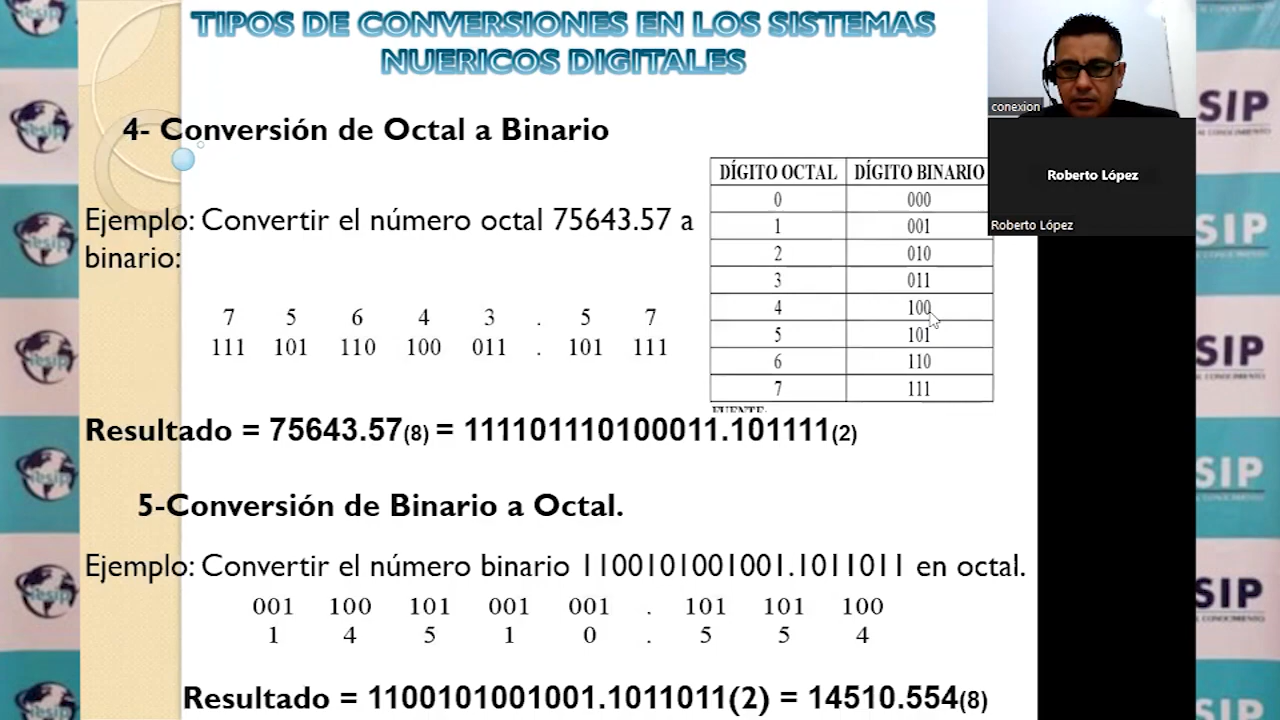 TIPOS DE CONVERSIONES EN LOS SISTEMAS
NUERICOS DIGITALES
conexion
Roberto López
Roberto López
4- Conversión de Octal a Binario
Ejemplo: Convertir el número octal 75643.57 a
binario:
7 5 6 4 3 . 5 7
111 101 110 100 011 . 101 111
DÍGITO OCTAL DÍGITO BINARIO
0 000
1 001
2 010
3 011
4 100
5 101
6 110
7 111
FUENTE:
Resultado = 75643.57(8) = 111101110100011.101111(2)
5-Conversión de Binario a Octal.
Ejemplo: Convertir el número binario 1100101001001.1011011 en octal.
001 100 101 001 001 . 101 101 100
1 4 5 1 0 . 5 5 4
Resultado = 1100101001001.1011011(2) = 14510.554(8)
SIP
SIP
SIP
SIP
SIP
SIP